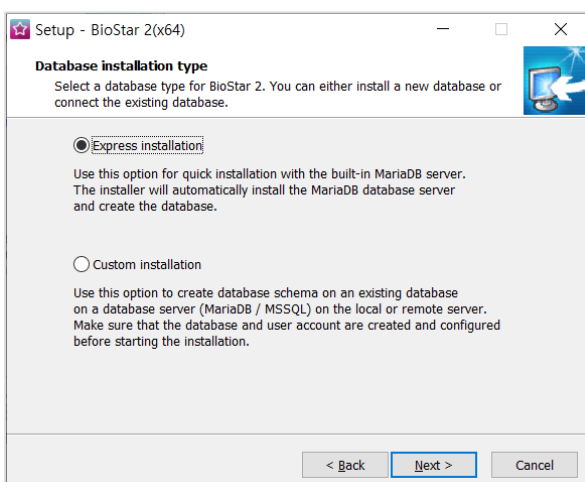 Setup - BioStar 2(x64)
Database installation type
Select a database type for BioStar 2. You can either install a new database or
connect the existing database.
Express installation
Use this option for quick installation with the built-in MariaDB server.
The installer will automatically install the MariaDB database server
and create the database.
Custom installation
Use this option to create database schema on an existing database
on a database server (MariaDB / MSSQL) on the local or remote server.
Make sure that the database and user account are created and configured
before starting the installation.
< Back Next > Cancel